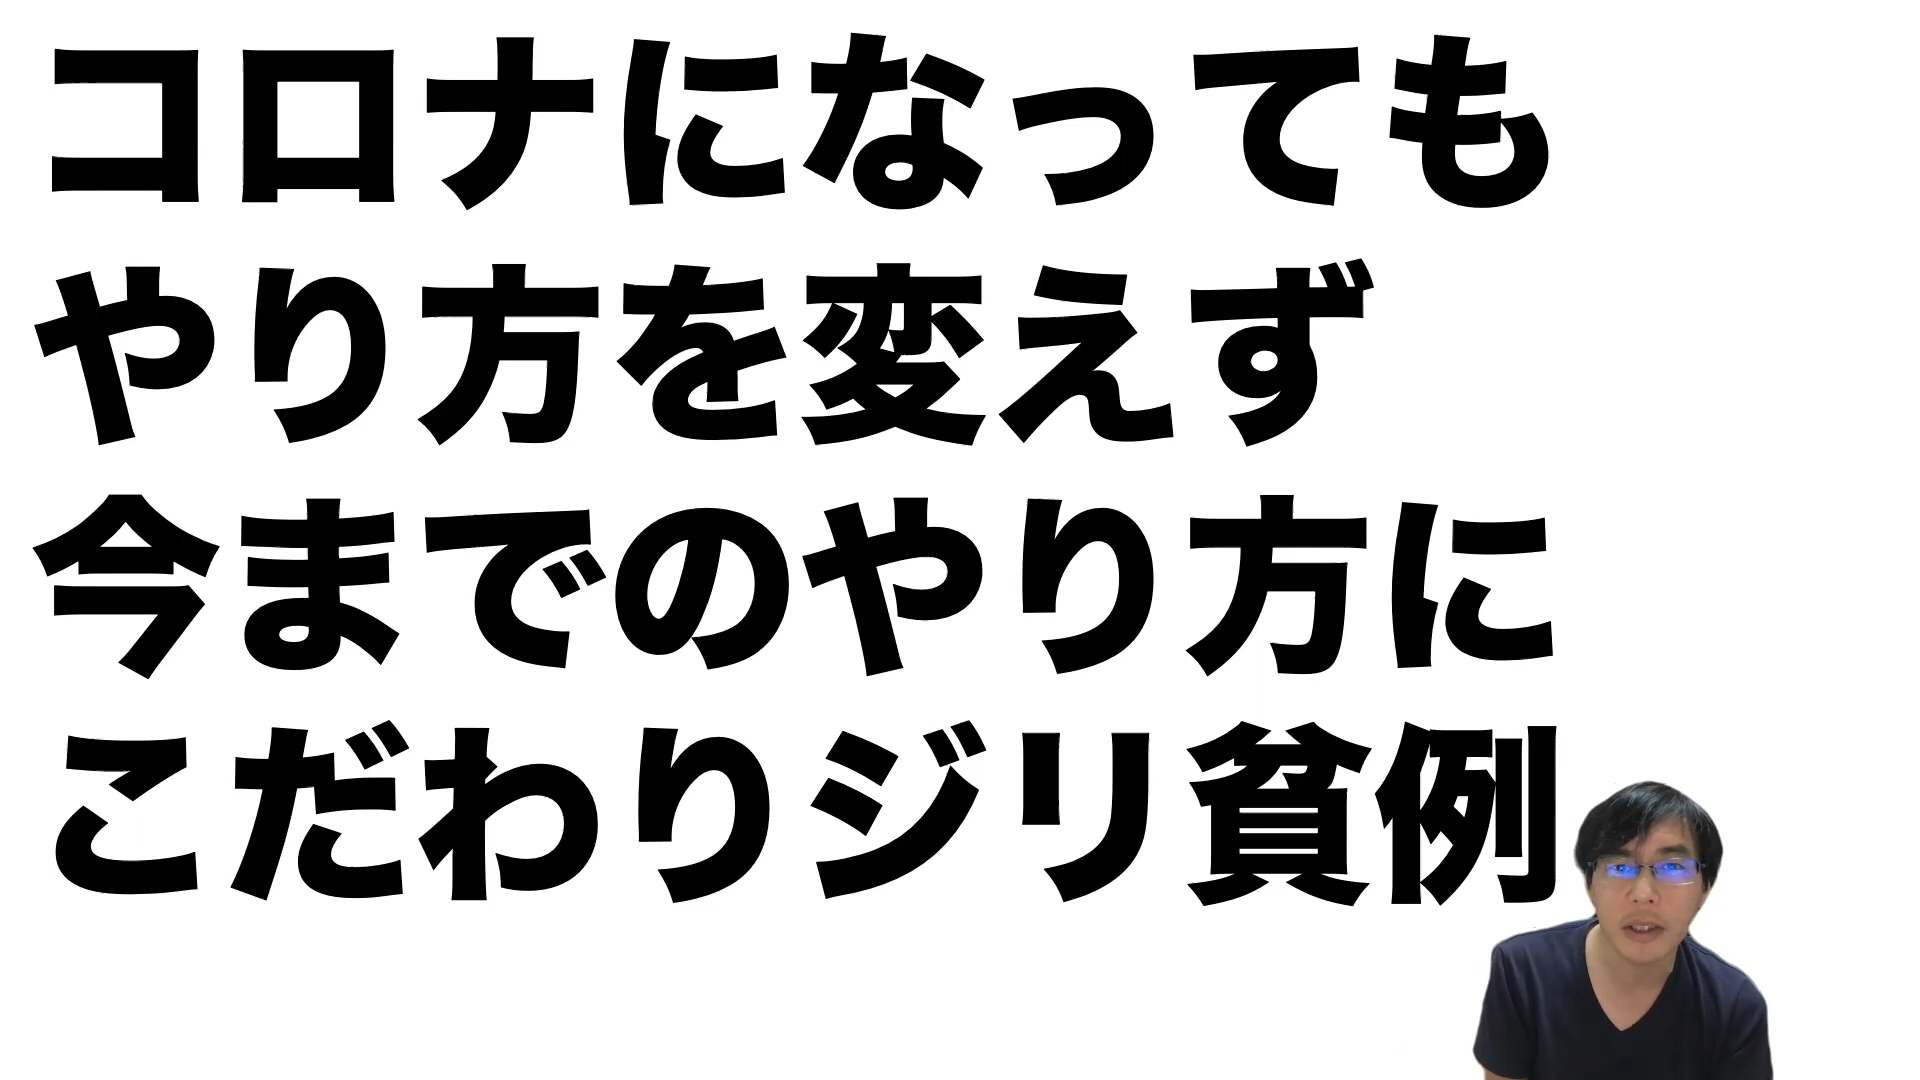 コロナになっても
やり方を変えず
今までのやり方に
こだわりジリ貧例